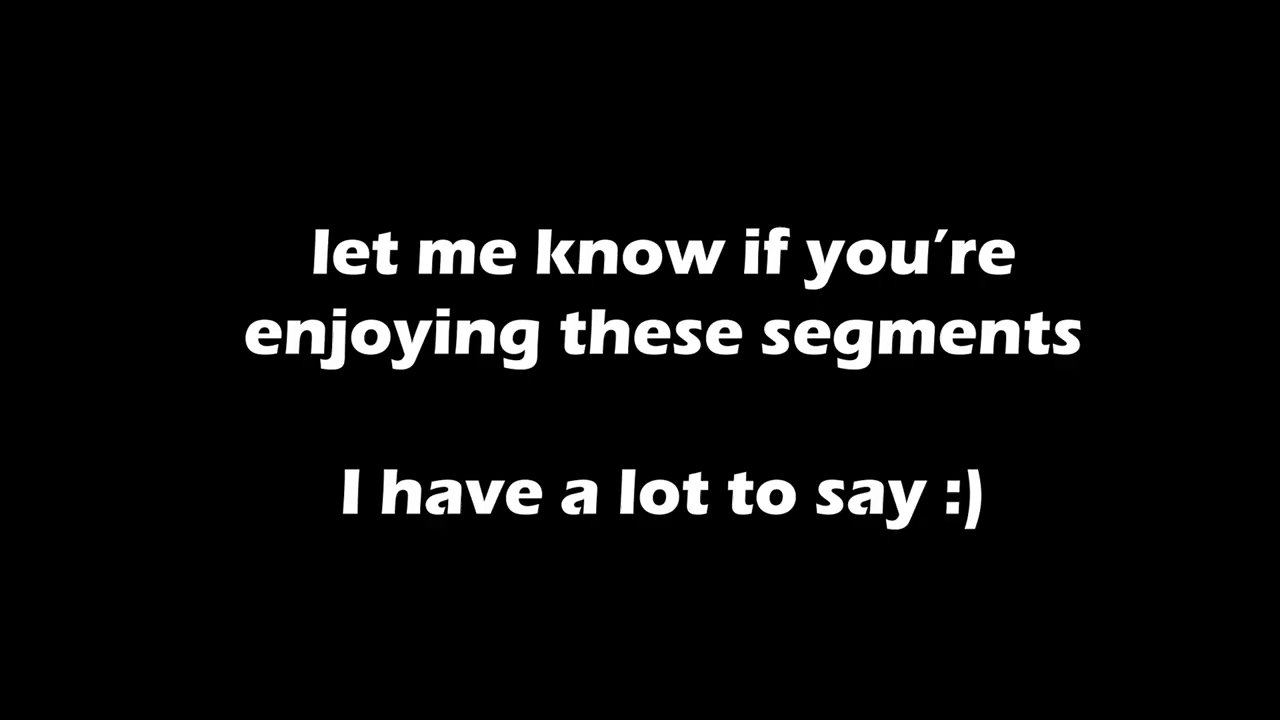 let me know if you’re
enjoying these segments
I have a lot to say :)